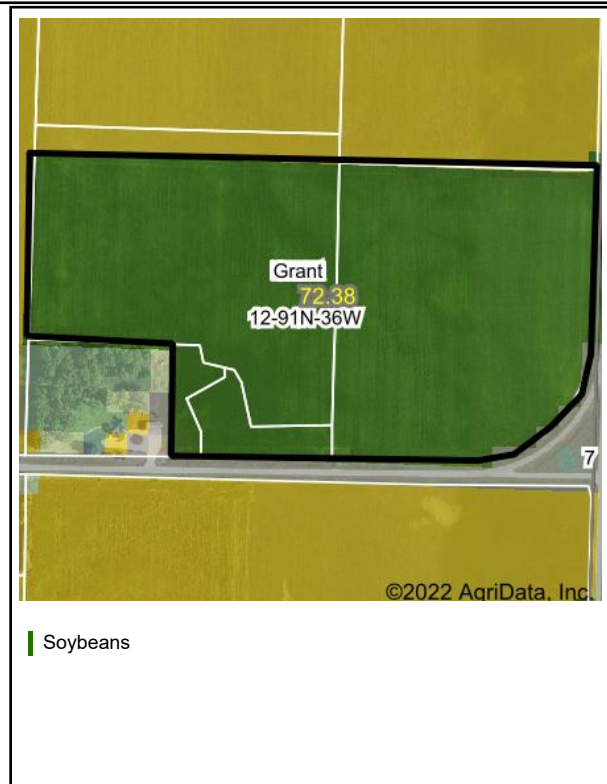 Grant
72.38
12-91N-36W
7
©2022 AgriData, Inc.
Soybeans